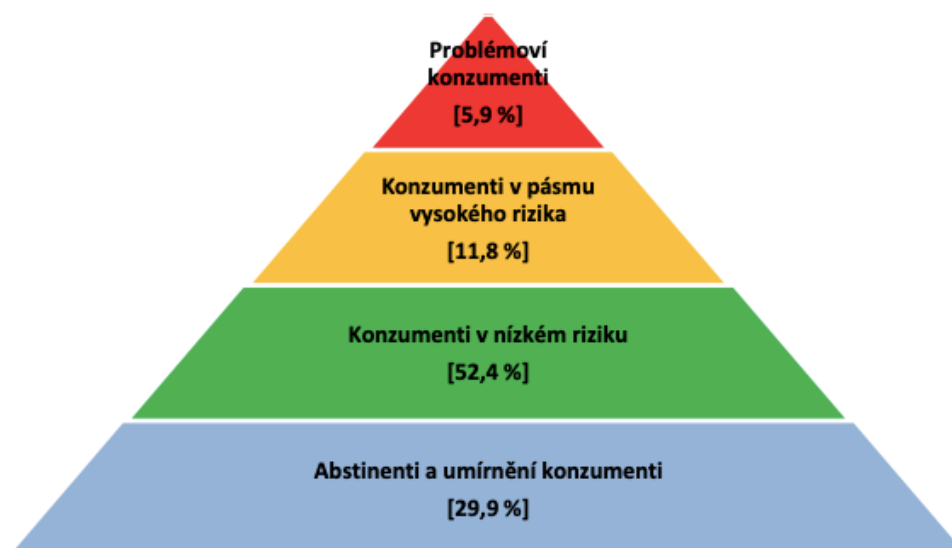 Problémoví
konzumenti
[5,9 %]
Konzumenti v pásmu
vysokého rizika
[11,8 %]
Konzumenti v nízkém riziku
[52,4 %]
Abstinenti a umírnění konzumenti
[29,9 %]